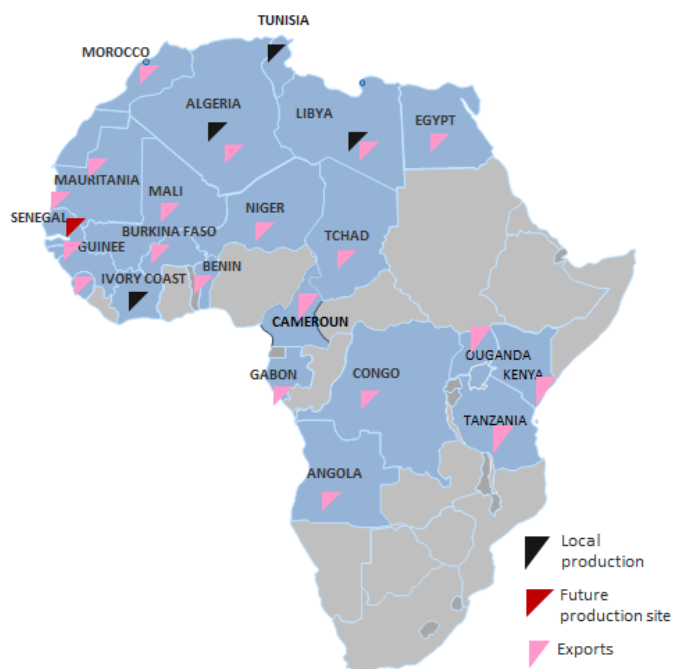 TUNISIA
MOROCCO
ALGERIA
LIBYA
EGYPT
MAURITANIA
MALI
SENEGAL
NIGER
BURKINA FASO
TCHAD
GUINEE
BENIN
IVORY COAST
CAMEROUN
OUGANDA
GABON
CONGO
KENYA
TANZANIA
ANGOLA
Local
production
Future
production site
Exports